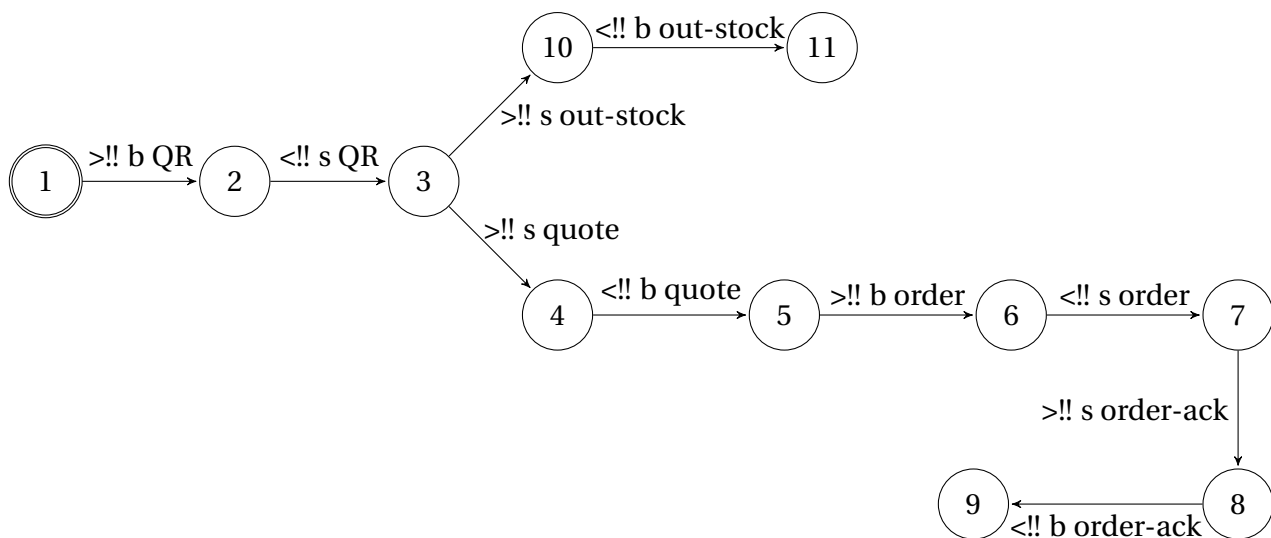 10
<!! b out-stock
11
>!! s out-stock
1
>!! b QR
2
<!! s QR
3
>!! s quote
4
<!! b quote
5
>!! b order
6
<!! s order
7
>!! s order-ack
9
<!! b order-ack
8